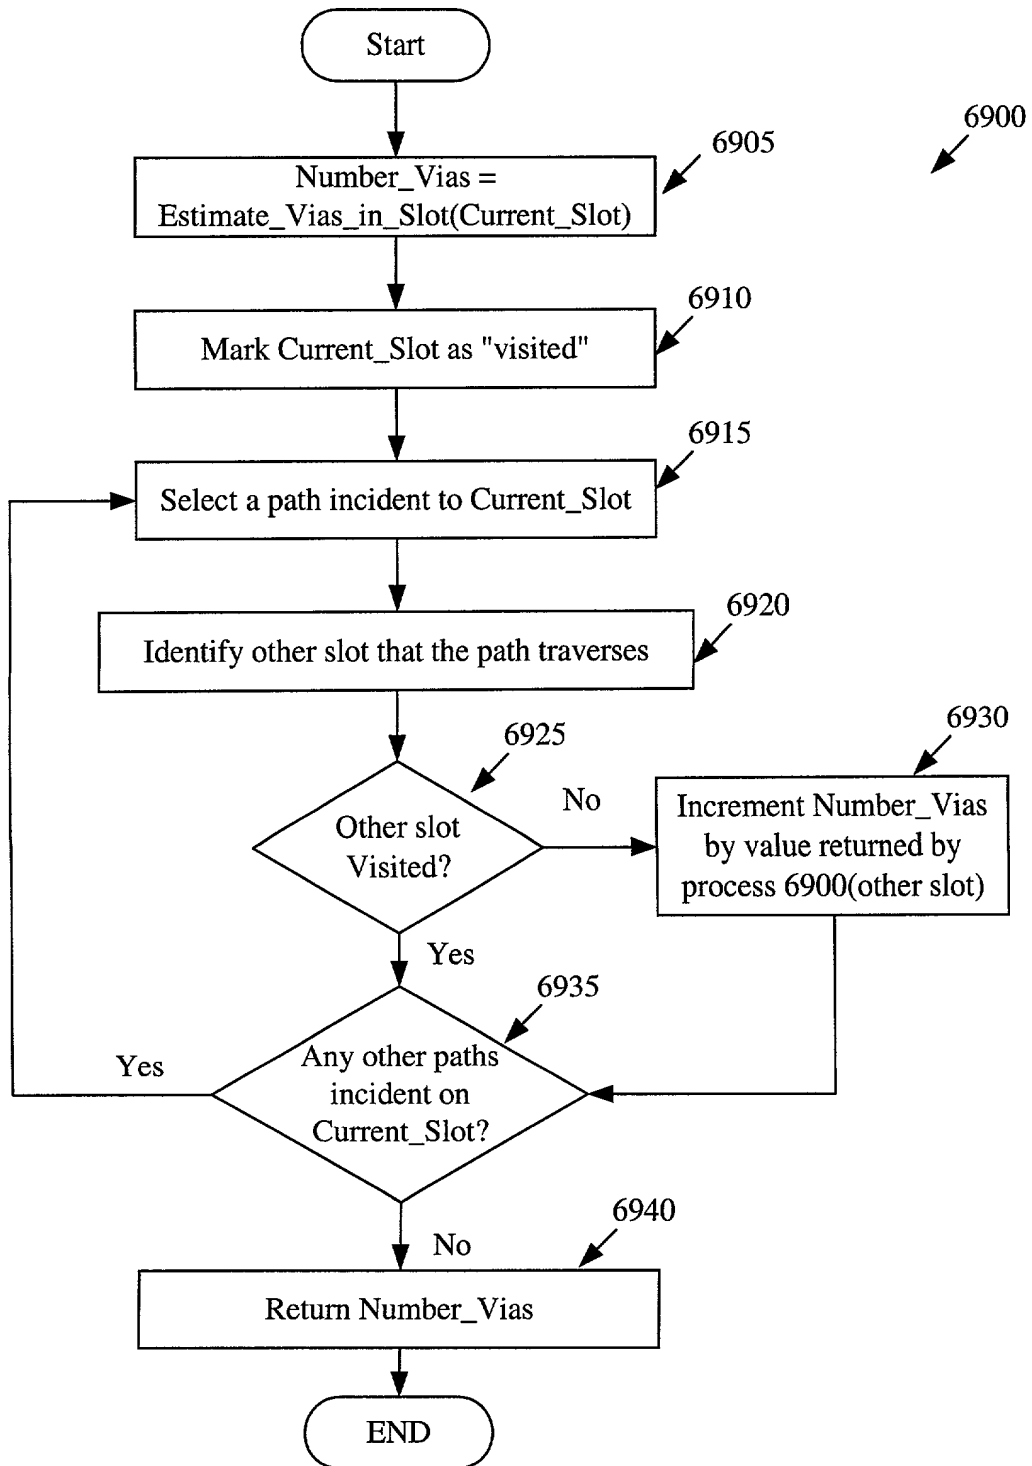 Start
6900
6905
Number_Vias =
Estimate_Vias_in_Slot(Current_Slot)
6910
Mark Current_Slot as "visited"
6915
Select a path incident to Current_Slot
6920
Identify other slot that the path traverses
6925
6930
Other slot
Visited?
No
Increment Number_Vias
by value returned by
process 6900(other slot)
Yes
6935
Any other paths
incident on
Current_Slot?
Yes
No
6940
Return Number_Vias
END